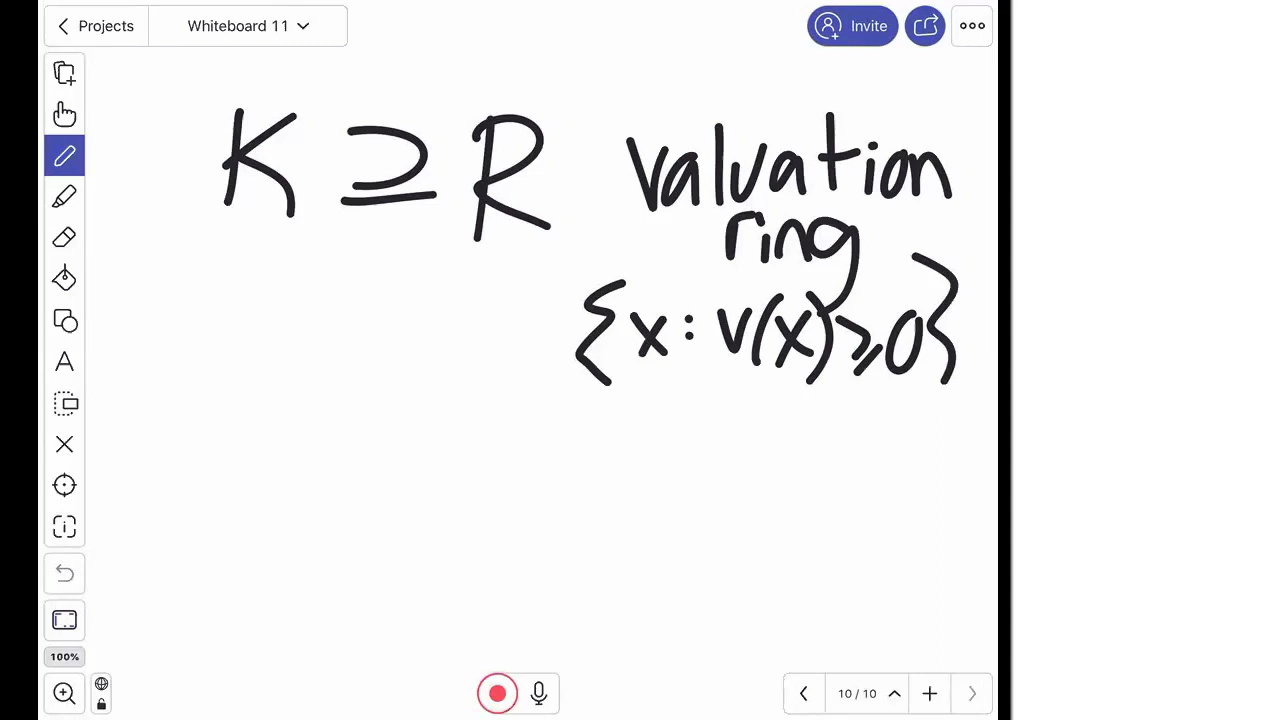 Projects
Whiteboard 11
Invite
K ⊇ R valuation
ring
{x : v(x) ⩾ 0}
A
100%
10 / 10